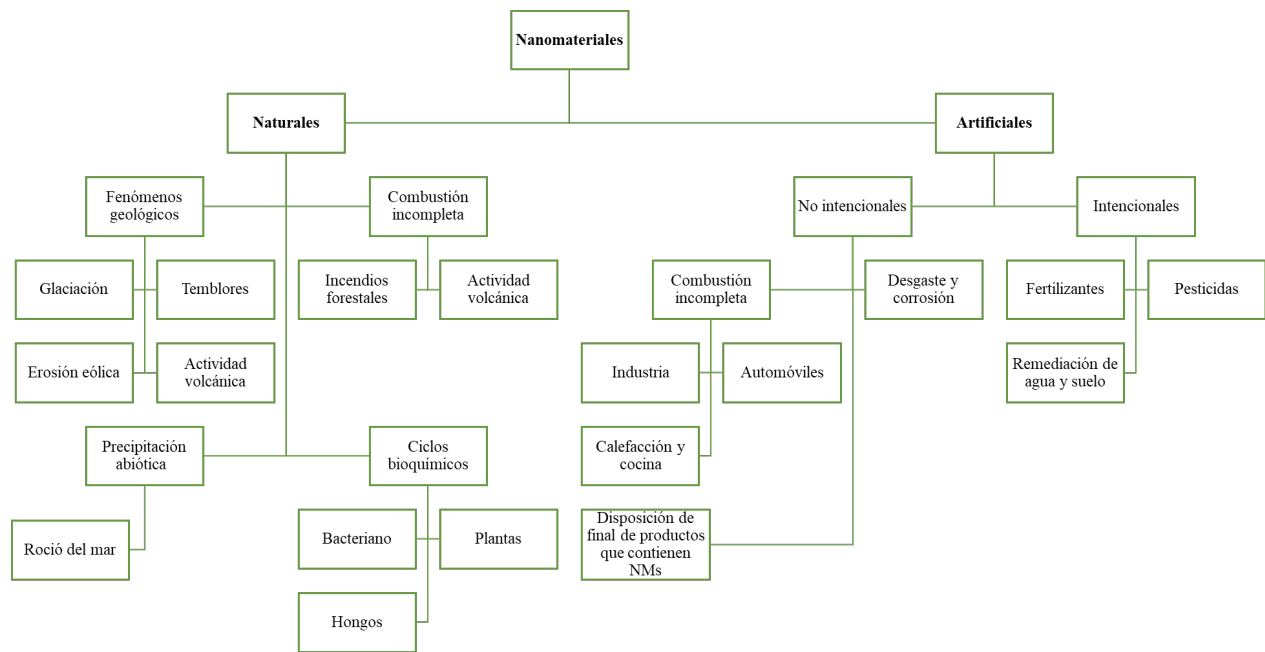 Nanomateriales
Naturales
Artificiales
Fenómenos
geológicos
Combustión
incompleta
No intencionales
Intencionales
Glaciación
Temblores
Incendios
forestales
Actividad
volcánica
Combustión
incompleta
Desgaste y
corrosión
Fertilizantes
Pesticidas
Erosión eólica
Actividad
volcánica
Industria
Automóviles
Remediación de
agua y suelo
Precipitación
abiótica
Ciclos
bioquímicos
Calefacción y
cocina
Roció del mar
Bacteriano
Plantas
Disposición de
final de productos
que contienen
NMs
Hongos